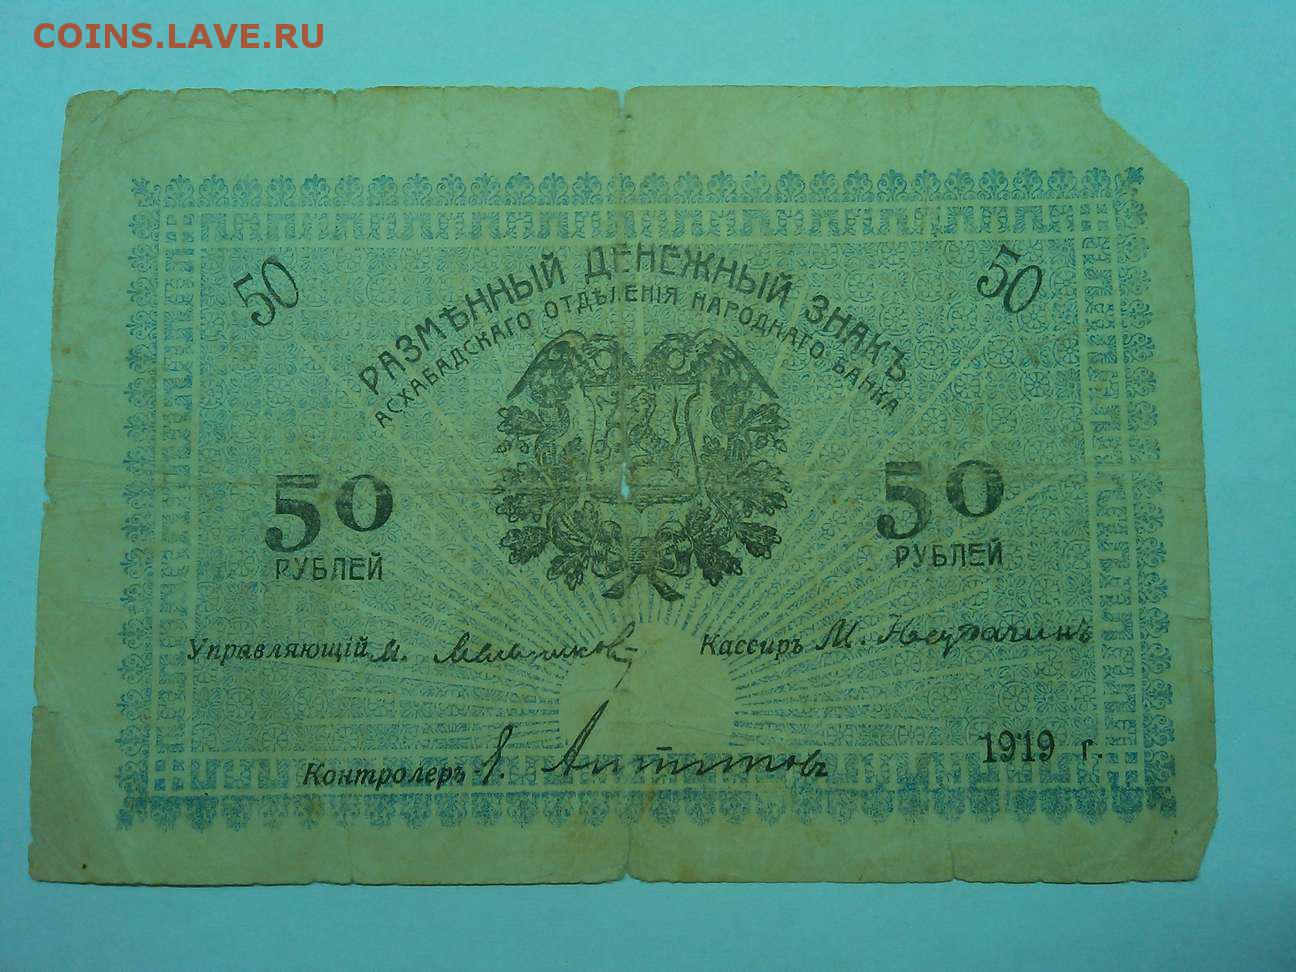 COINS.LAVE.RU
50 50
РАЗМѢННЫЙ ДЕНЕЖНЫЙ ЗНАКЪ
АСХАБАДСКАГО ОТДѢЛЕНІЯ НАРОДНАГО БАНКА
50 50
РУБЛЕЙ РУБЛЕЙ
Управляющій М. Мельников Кассиръ М.
Контролеръ
1919 г.